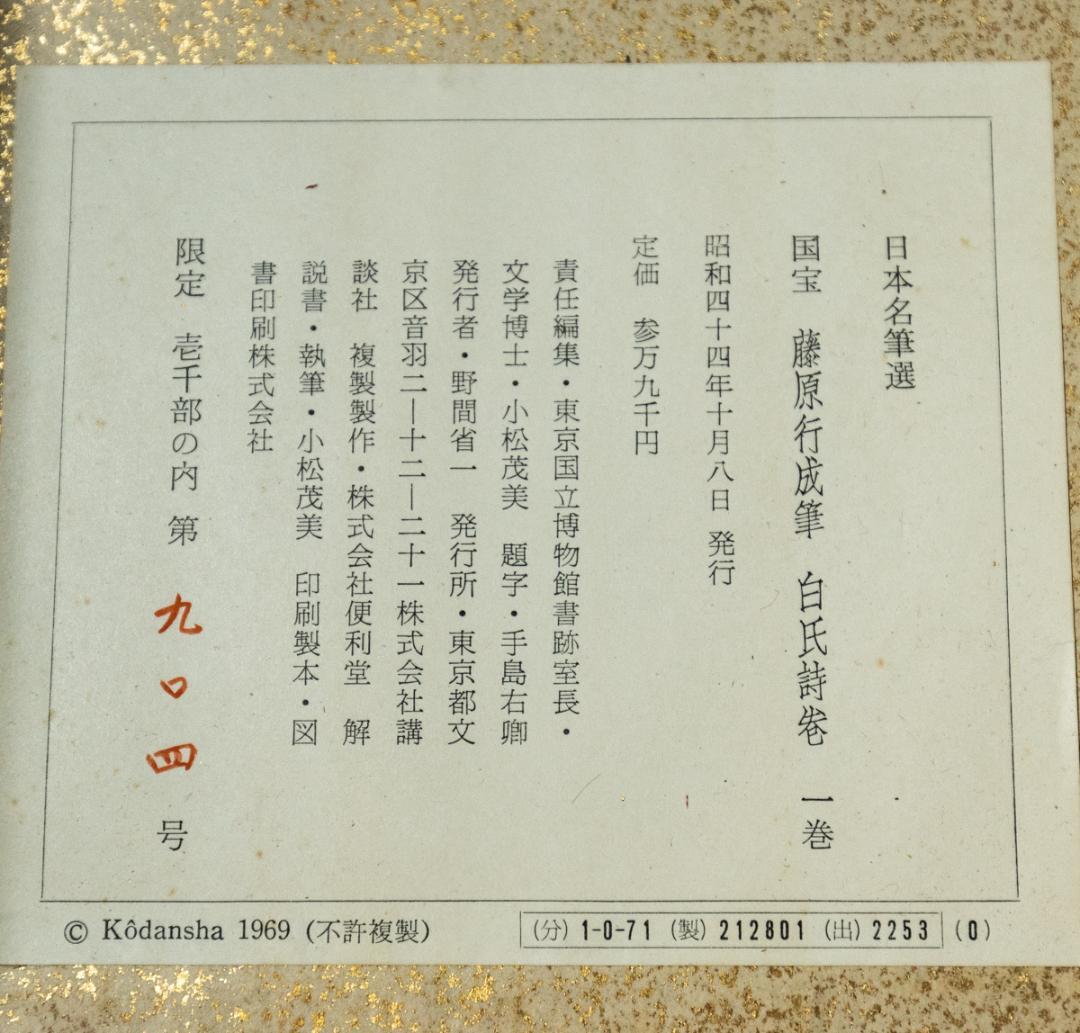 日本名筆選
国宝 藤原行成筆 白氏詩巻 一巻
昭和四十四年十月八日 発行
定価 参万九千円
責任編集・東京国立博物館書跡室長・
文学博士・小松茂美 題字・手島右卿
発行者・野間省一 発行所・東京都文
京区音羽二―十二―二十一株式会社講
談社 複製製作・株式会社便利堂 解
説書・執筆・小松茂美 印刷製本・図
書印刷株式会社
限定 壱千部の内 第 九〇四 号
© Kôdansha 1969 (不許複製)
(分) 1-0-71 (製) 212801 (出) 2253 (0)